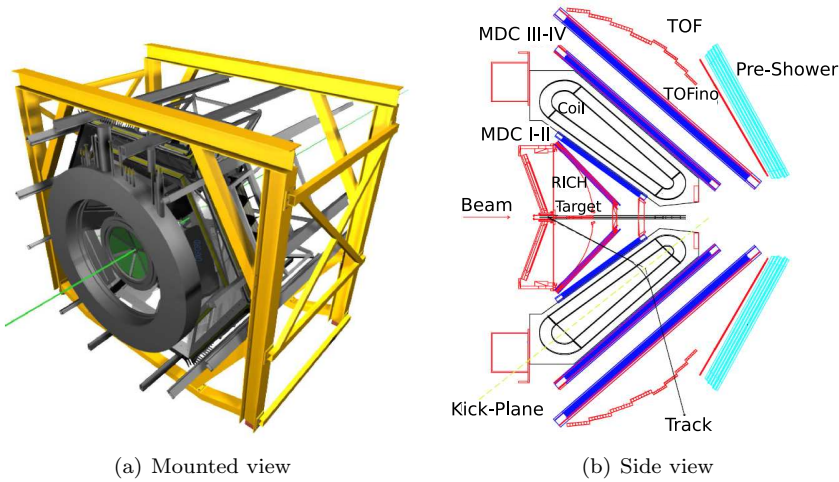 MDC III-IV
TOF
Pre-Shower
TOFino
Coil
MDC I-II
RICH
Target
Beam
Kick-Plane
Track
(a) Mounted view
(b) Side view